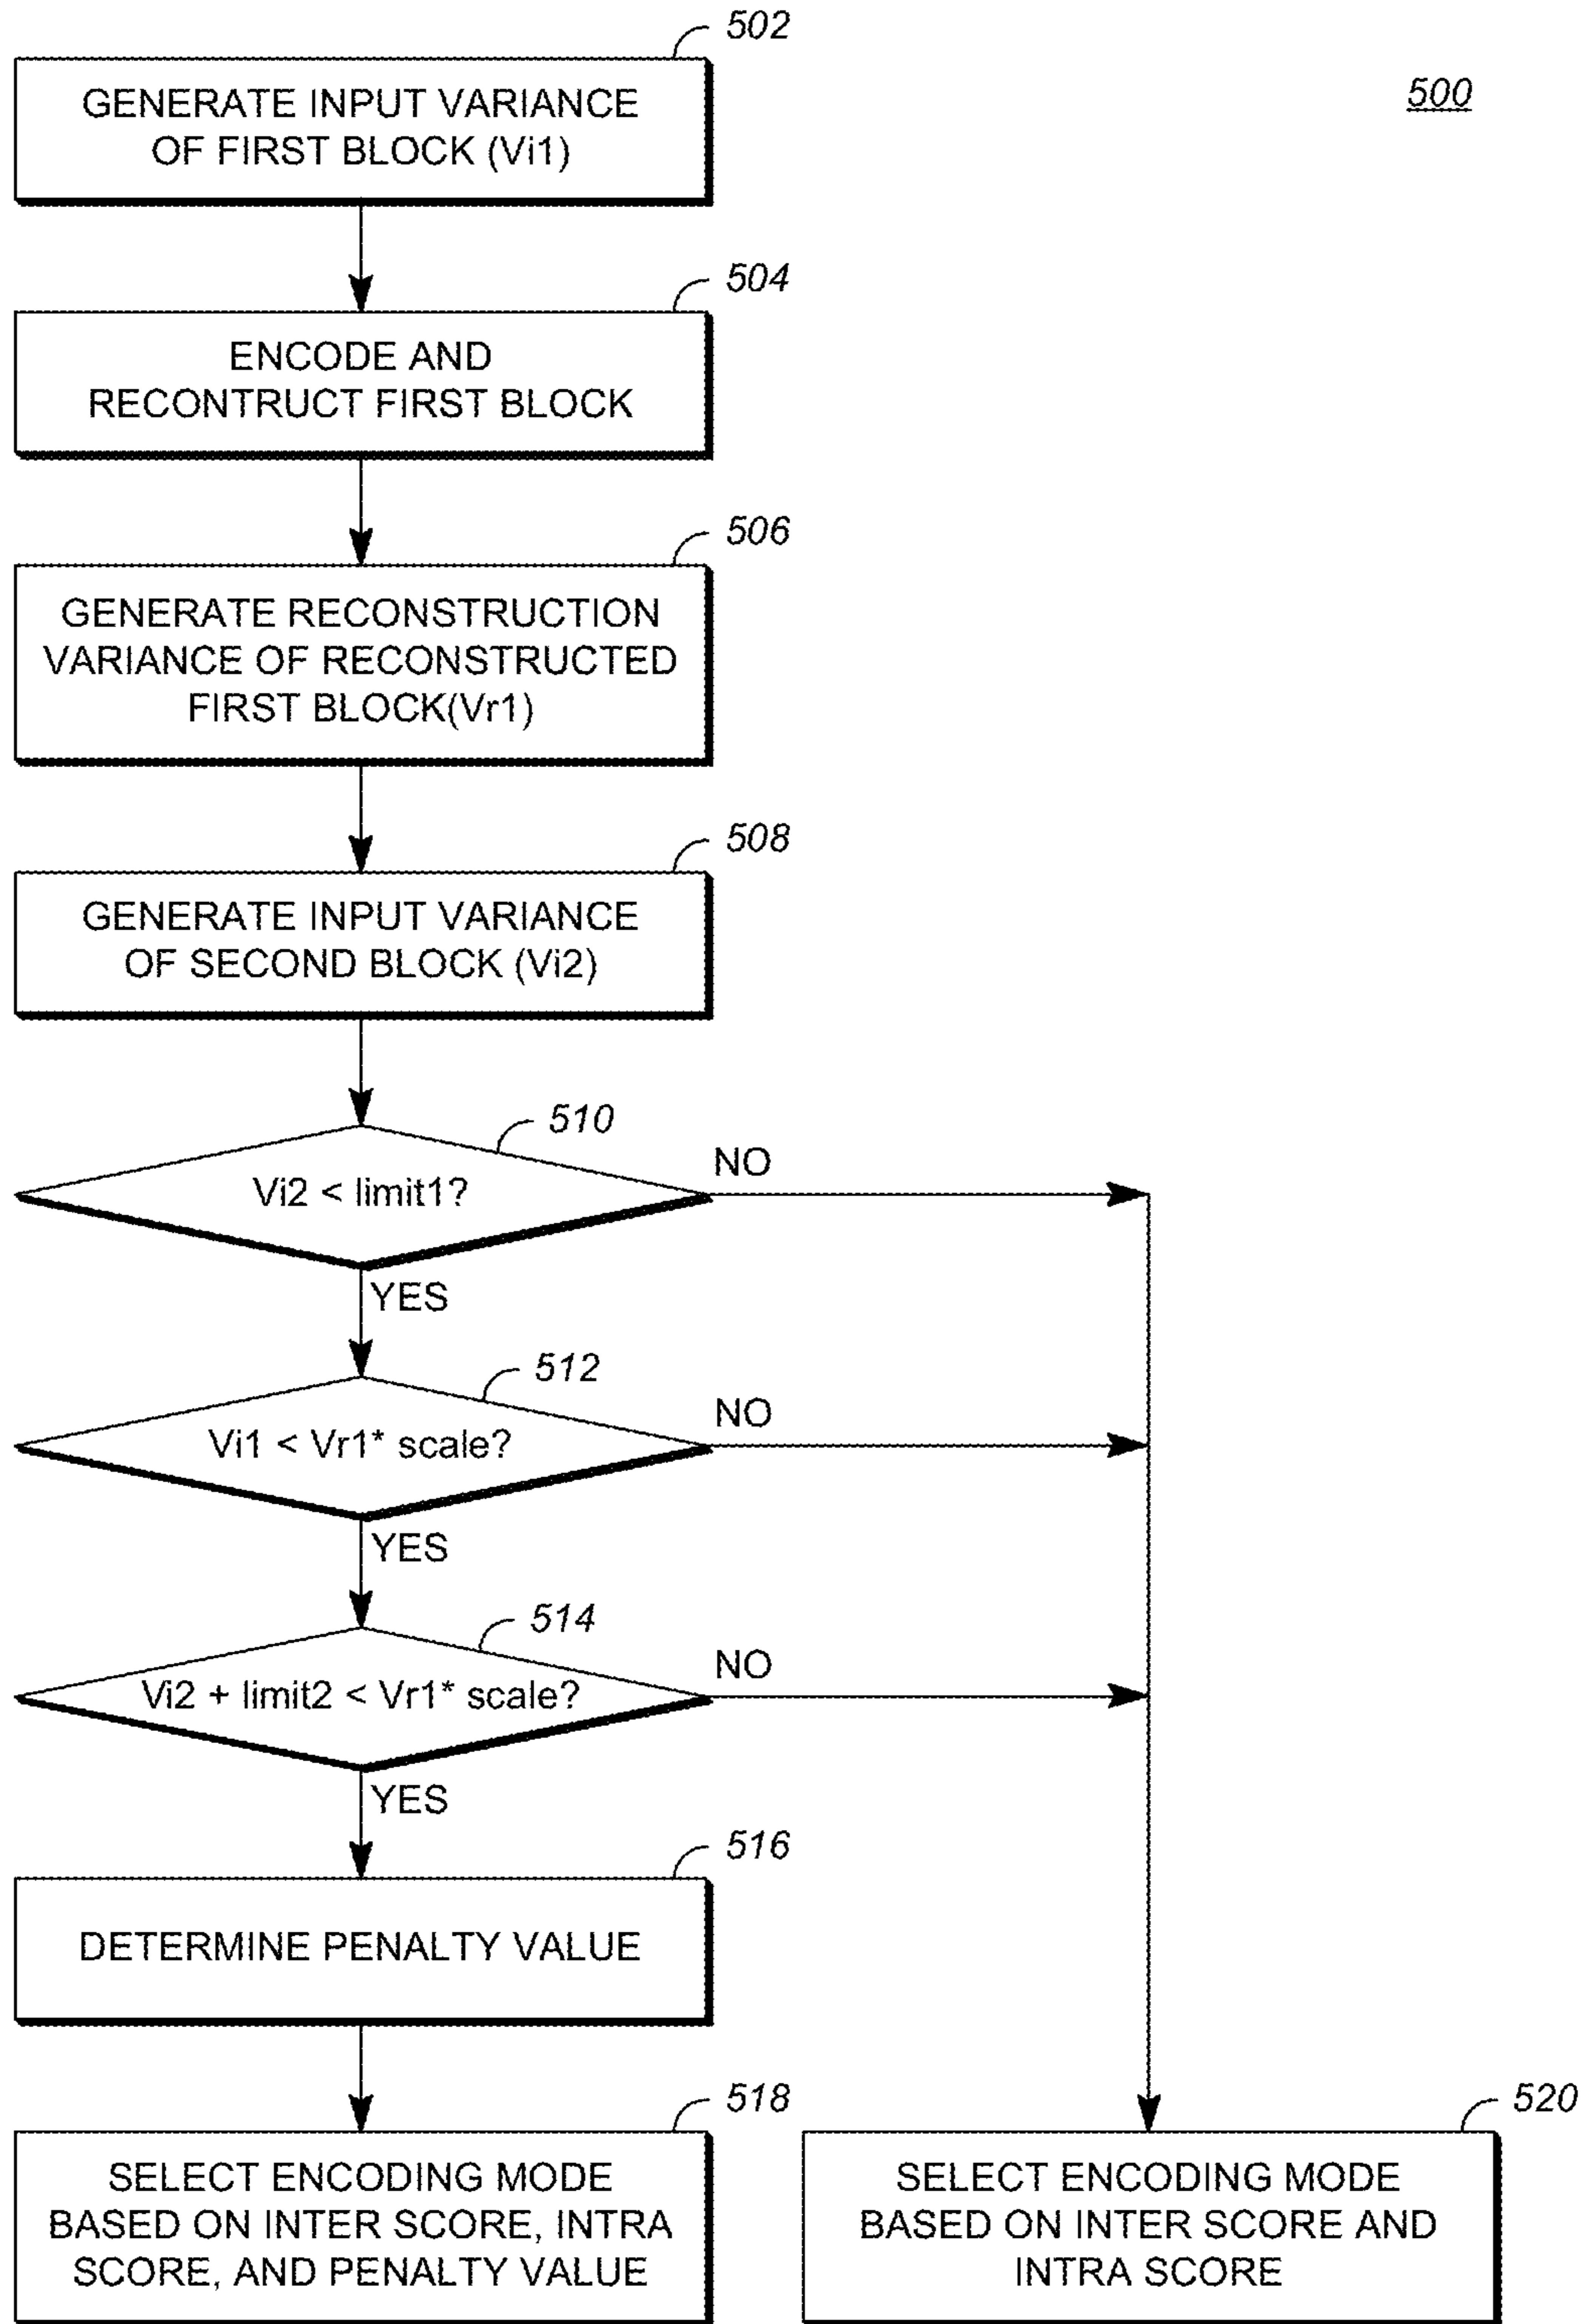 502
500
GENERATE INPUT VARIANCE
OF FIRST BLOCK (Vi1)
504
ENCODE AND
RECONTRUCT FIRST BLOCK
506
GENERATE RECONSTRUCTION
VARIANCE OF RECONSTRUCTED
FIRST BLOCK(Vr1)
508
GENERATE INPUT VARIANCE
OF SECOND BLOCK (Vi2)
510
Vi2 < limit1?
NO
YES
512
Vi1 < Vr1* scale?
NO
YES
514
Vi2 + limit2 < Vr1* scale?
NO
YES
516
DETERMINE PENALTY VALUE
518
SELECT ENCODING MODE
BASED ON INTER SCORE, INTRA
SCORE, AND PENALTY VALUE
520
SELECT ENCODING MODE
BASED ON INTER SCORE AND
INTRA SCORE